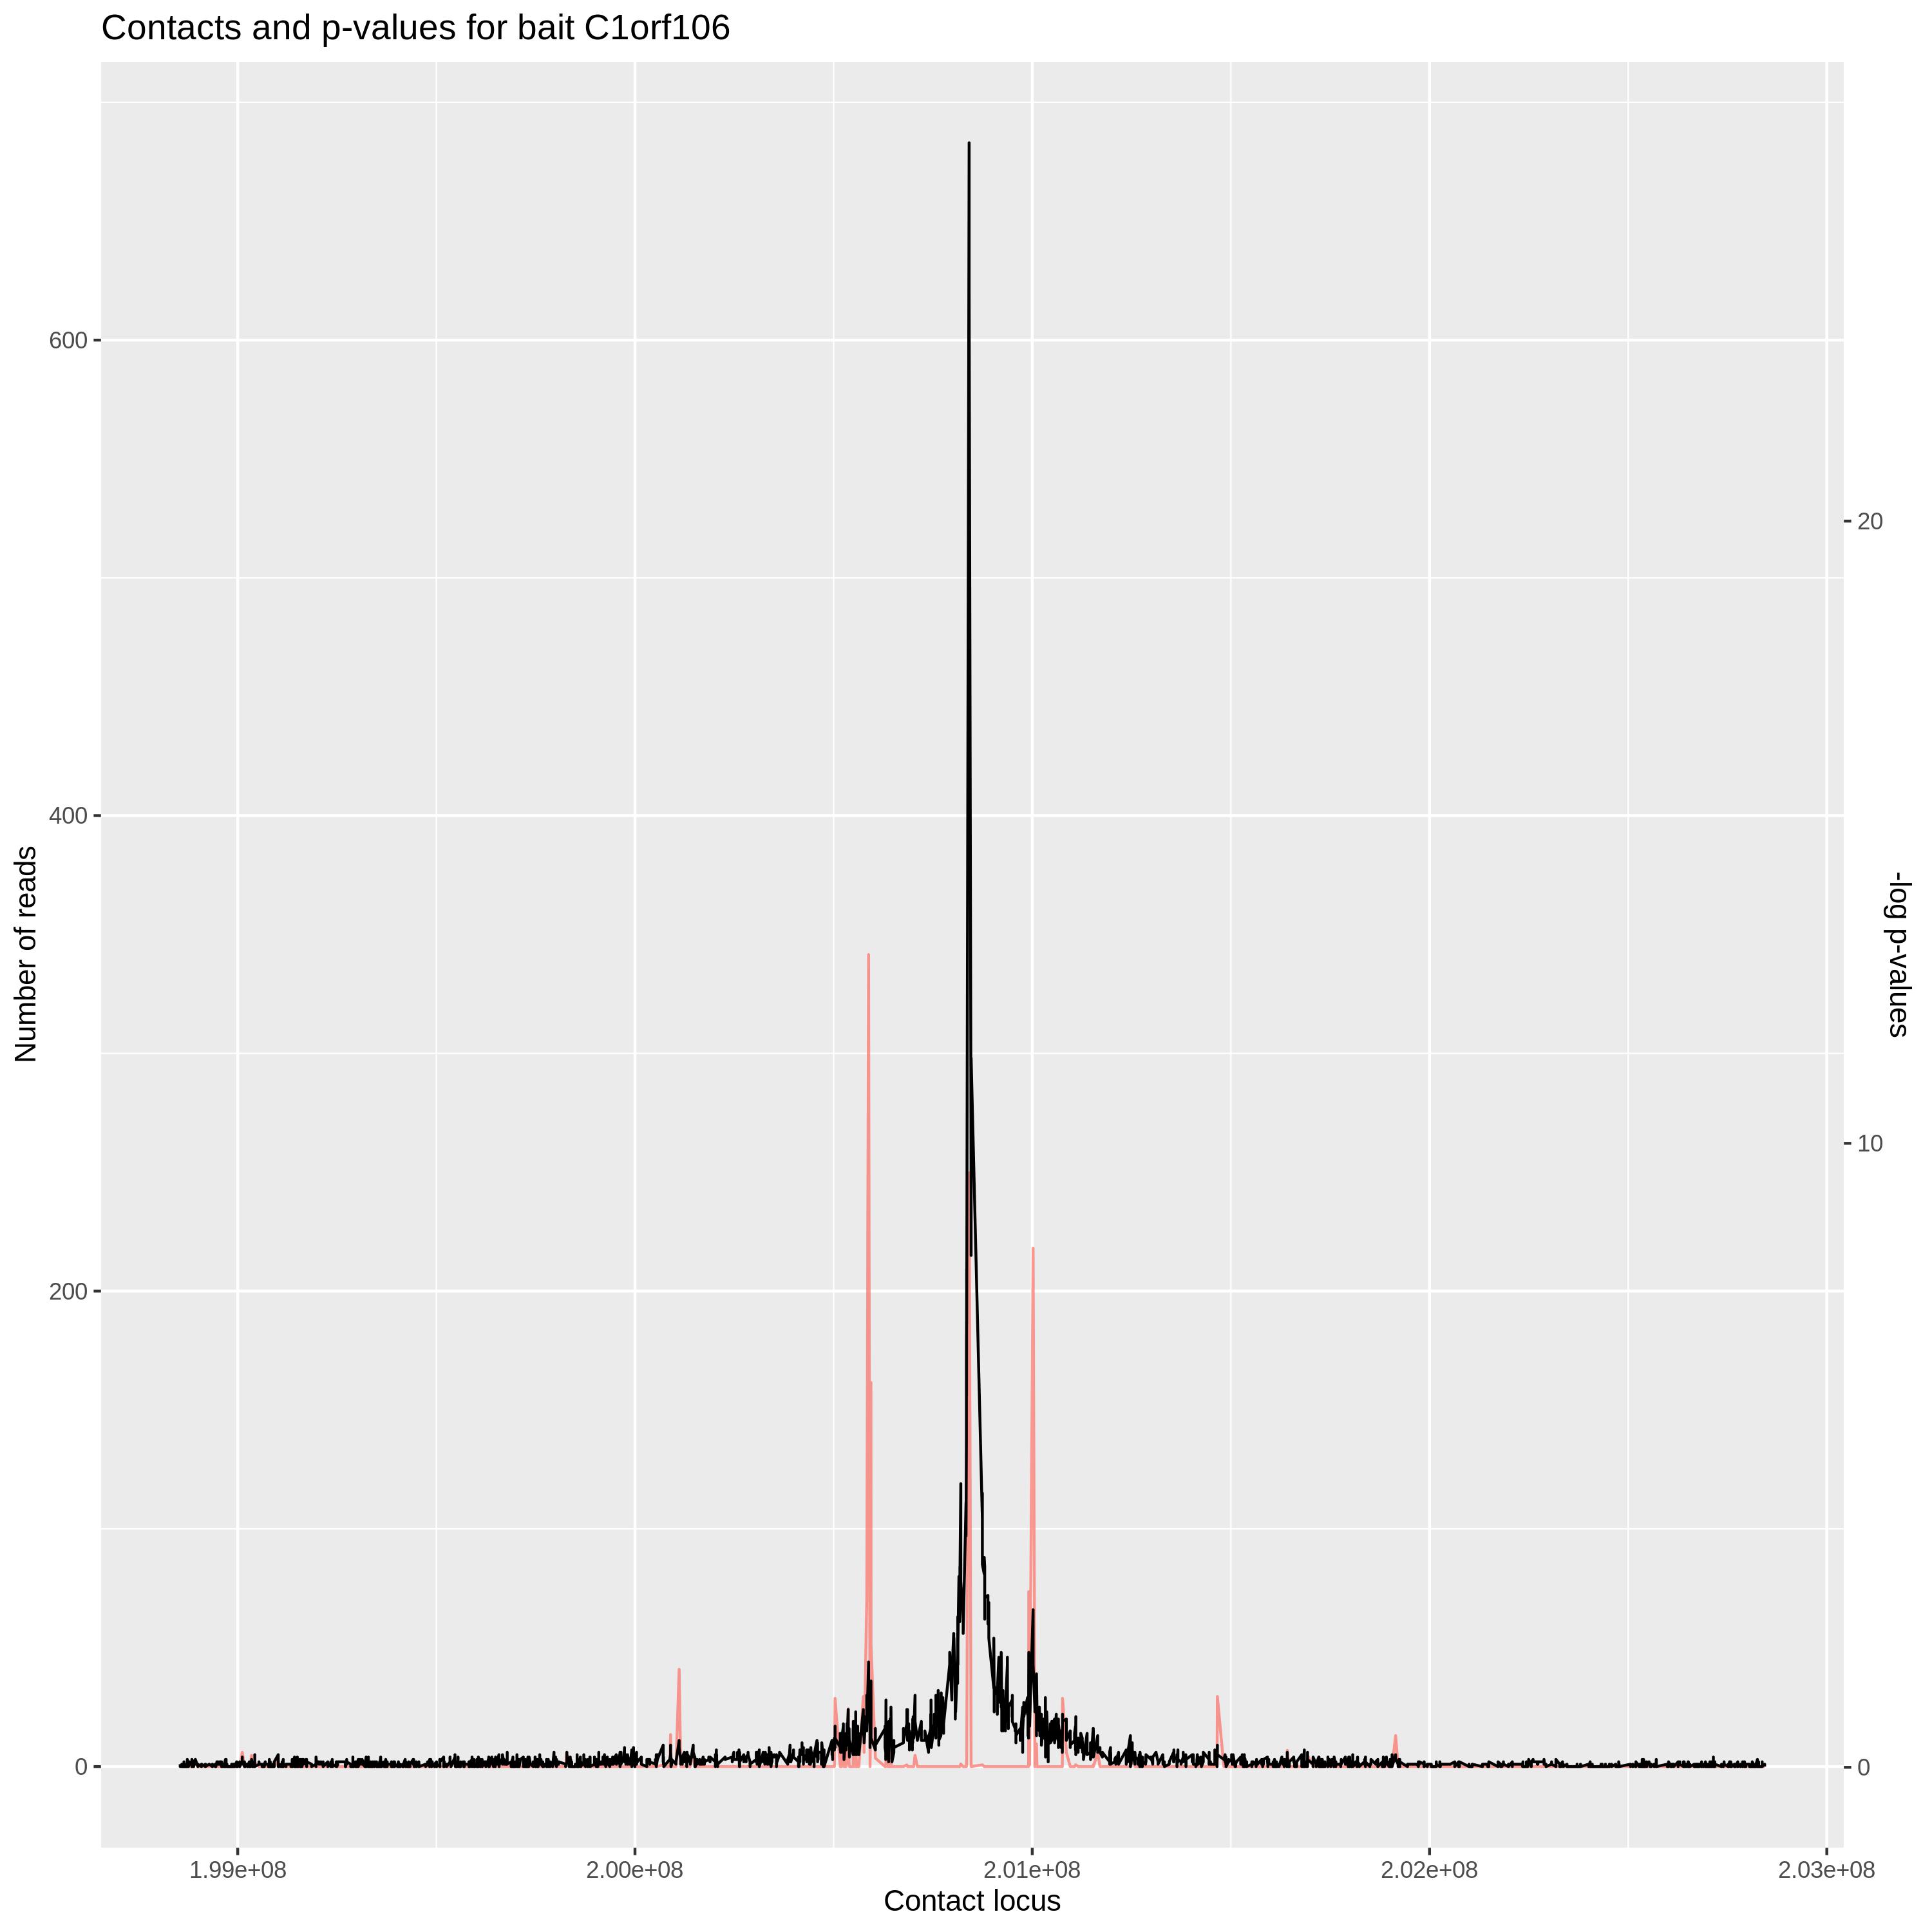 Contacts and p-values for bait C1orf106
600
400
200
0
20
10
0
Number of reads
-log p-values
1.99e+08 2.00e+08 2.01e+08 2.02e+08 2.03e+08
Contact locus